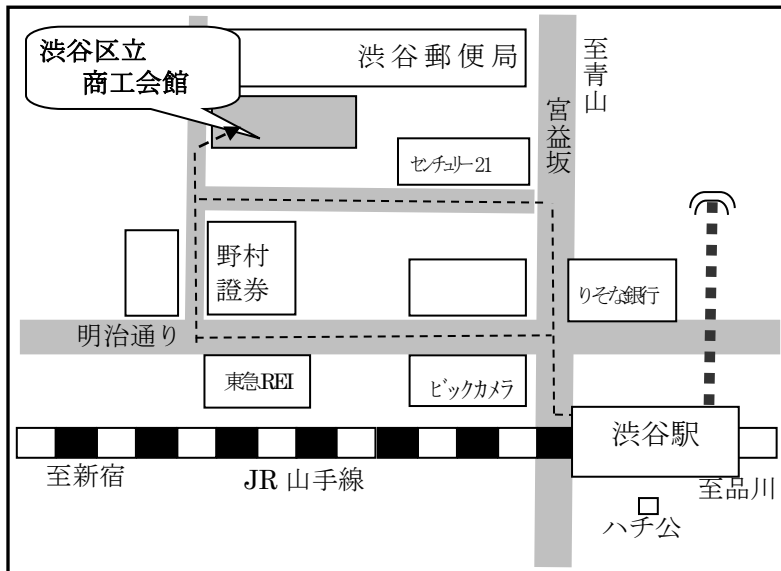 渋谷区立
商工会館
渋谷郵便局
至青山
宮益坂
センチュリー21
野村
證券
りそな銀行
明治通り
東急REI
ビックカメラ
渋谷駅
至新宿
JR 山手線
至品川
ハチ公